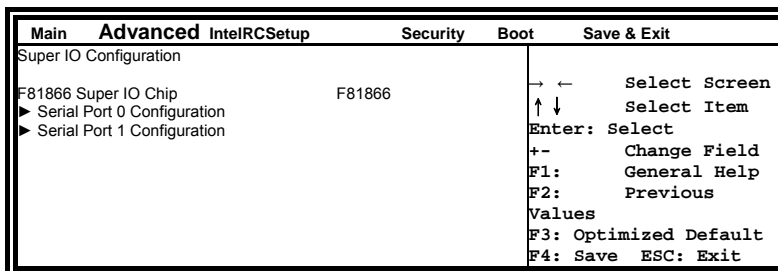 Main Advanced IntelRCSetup Security Boot Save & Exit
Super IO Configuration
F81866 Super IO Chip F81866
► Serial Port 0 Configuration
► Serial Port 1 Configuration
→ ← Select Screen
↑↓ Select Item
Enter: Select
+- Change Field
F1: General Help
F2: Previous
Values
F3: Optimized Default
F4: Save ESC: Exit